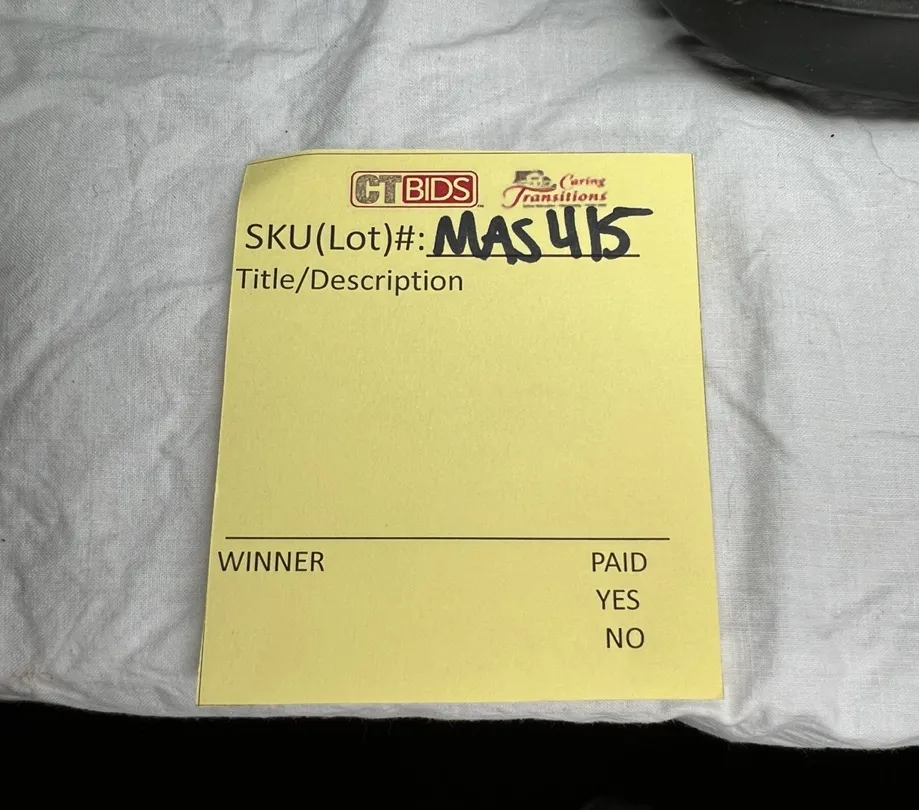 CTBIDS Caring Transitions
SKU(Lot)#: MAS415
Title/Description
WINNER PAID
YES
NO